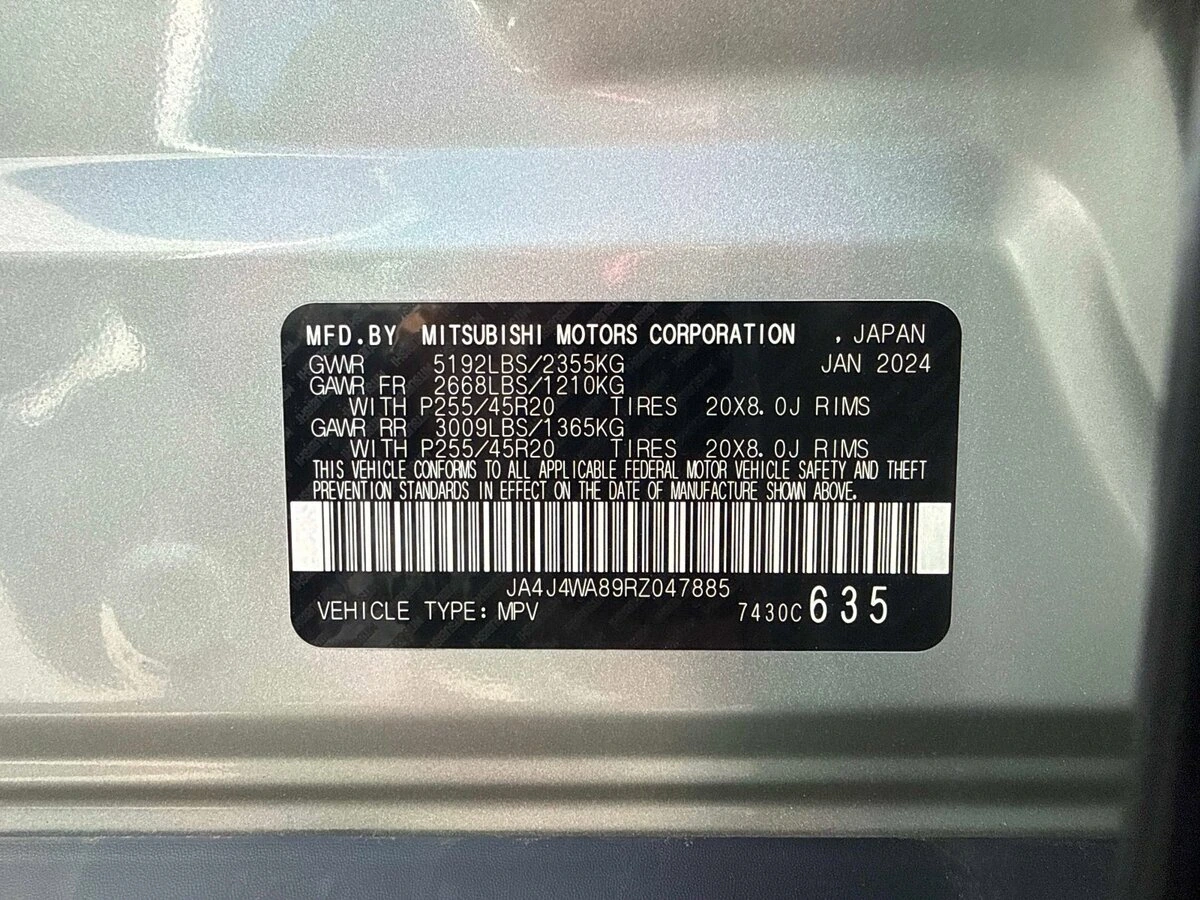 MFD.BY MITSUBISHI MOTORS CORPORATION , JAPAN
GWWR 5192LBS/2355KG JAN 2024
GAWR FR 2668LBS/1210KG
WITH P255/45R20 TIRES 20X8.0J RIMS
GAWR RR 3009LBS/1365KG
WITH P255/45R20 TIRES 20X8.0J RIMS
THIS VEHICLE CONFORMS TO ALL APPLICABLE FEDERAL MOTOR VEHICLE SAFETY AND THEFT
PREVENTION STANDARDS IN EFFECT ON THE DATE OF MANUFACTURE SHOWN ABOVE.
JA4J4WA89RZ047885
VEHICLE TYPE: MPV 7430C 635